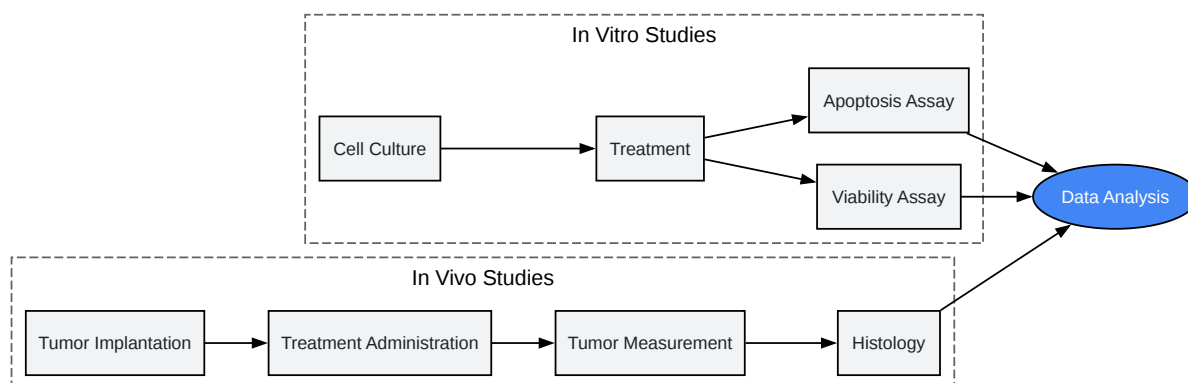 In Vitro Studies
Cell Culture
Treatment
Apoptosis Assay
Viability Assay
Data Analysis
In Vivo Studies
Tumor Implantation
Treatment Administration
Tumor Measurement
Histology